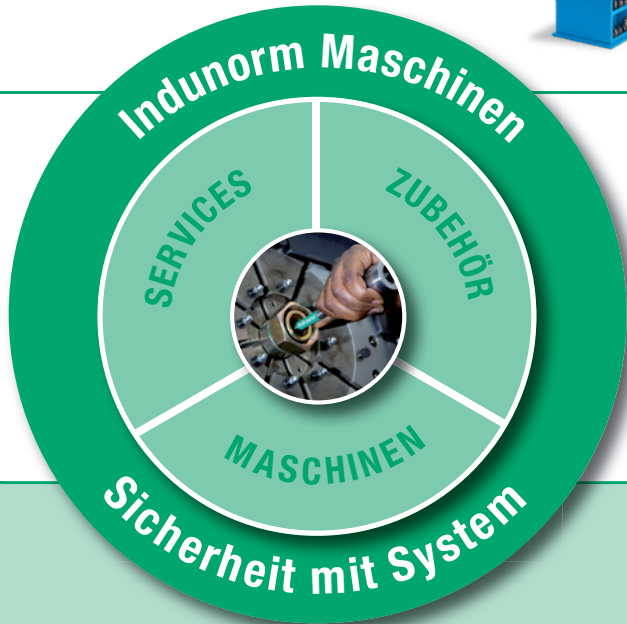 Indunorm Maschinen
SERVICES
ZUBEHÖR
MASCHINEN
Sicherheit mit System